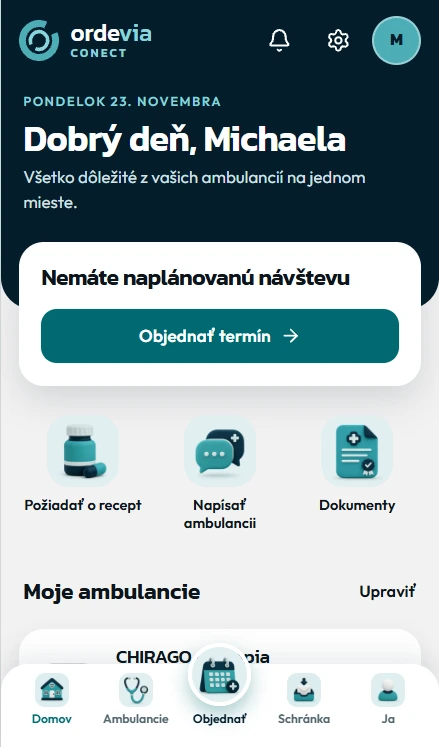 ordevia
CONECT
M
PONDELOK 23. NOVEMBRA
Dobrý deň, Michaela
Všetko dôležité z vašich ambulancií na jednom
mieste.
Nemáte naplánovanú návštevu
Objednať termín →
Požiadať o recept
Napísať
ambulancii
Dokumenty
Moje ambulancie
Upraviť
CHIRAGO
pia
Domov
Ambulancie
Objednať
Schránka
Ja